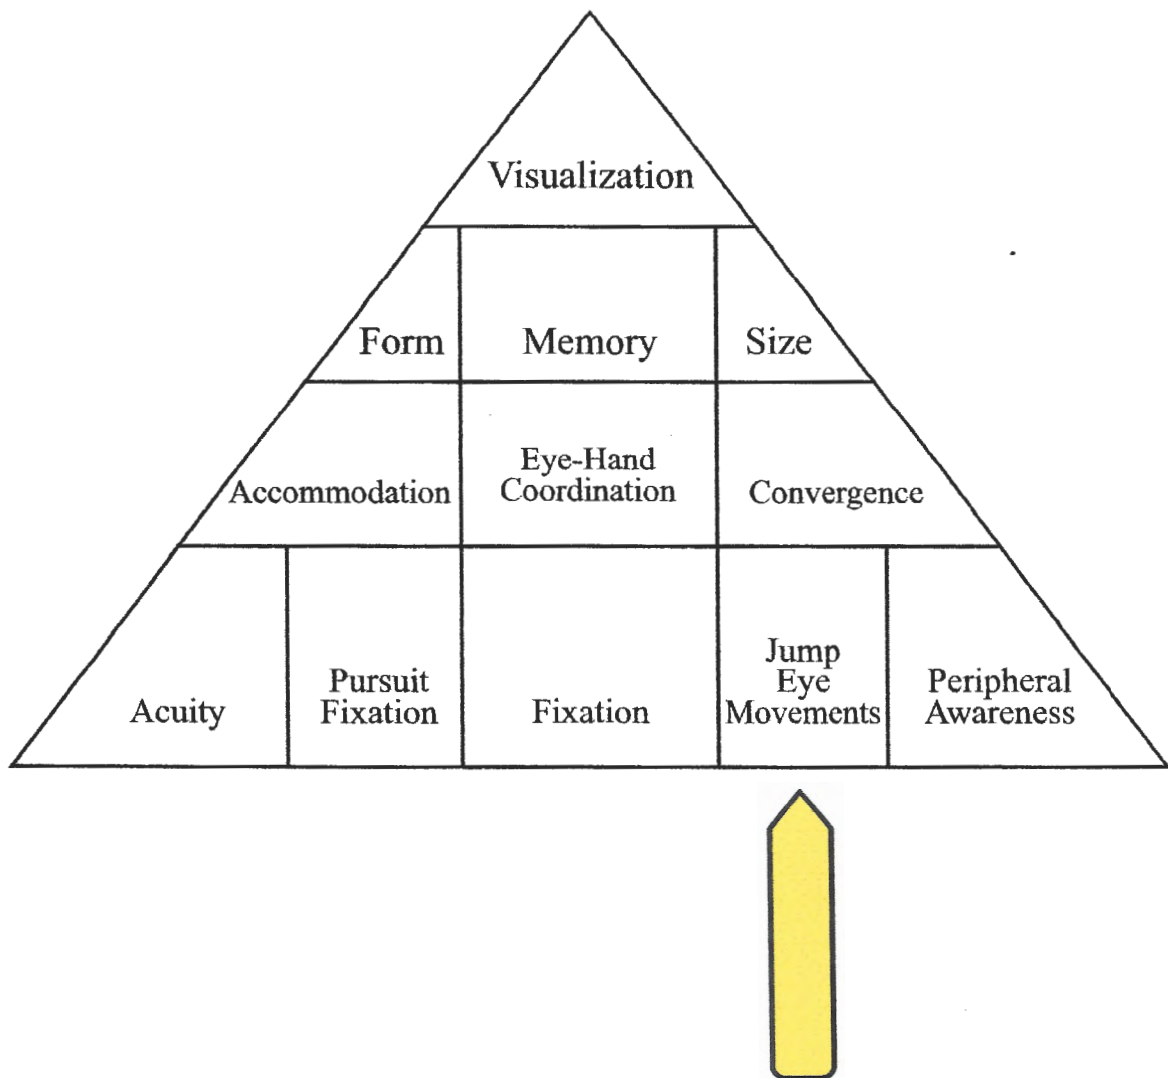 Visualization
Form
Memory
Size
Accommodation
Eye-Hand
Coordination
Convergence
Acuity
Pursuit
Fixation
Fixation
Jump
Eye
Movements
Peripheral
Awareness